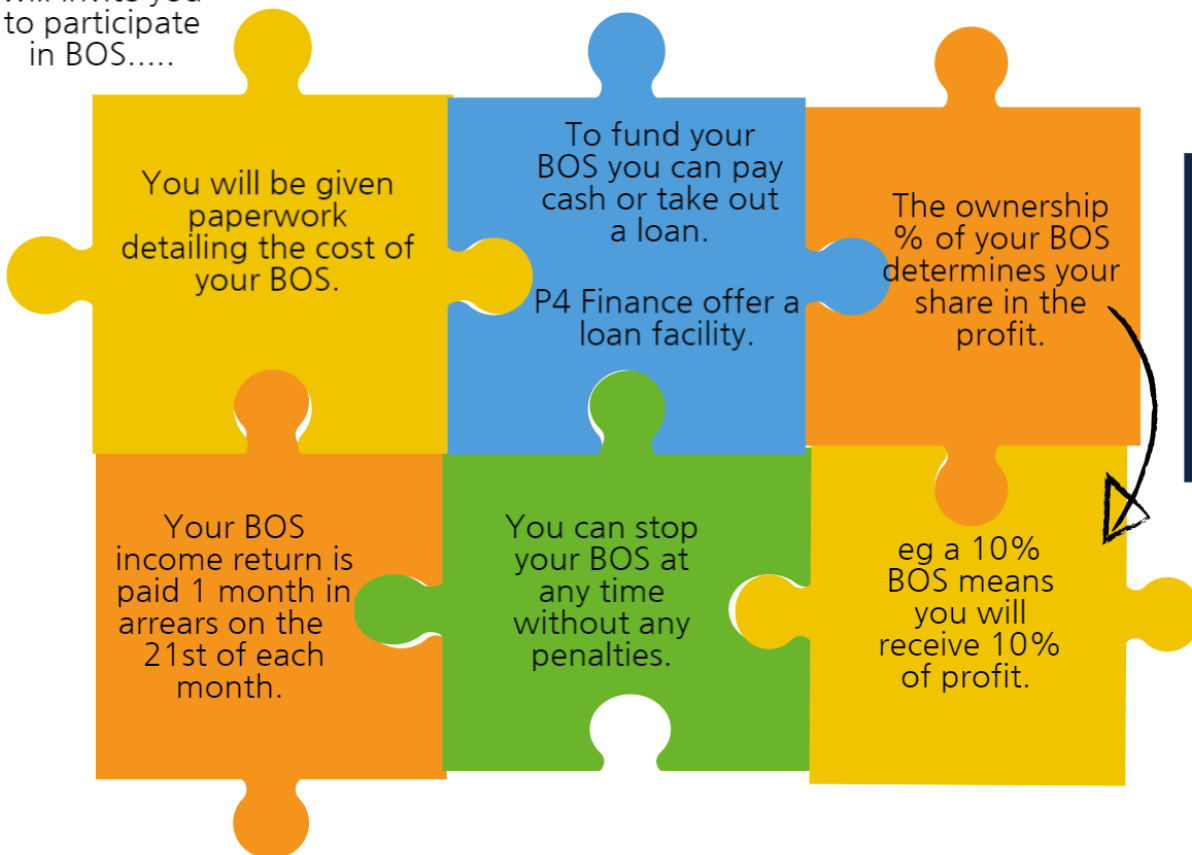 will invite you
to participate
in BOS.....
You will be given
paperwork
detailing the cost of
your BOS.
To fund your
BOS you can pay
cash or take out
a loan.
P4 Finance offer a
loan facility.
The ownership
% of your BOS
determines your
share in the
profit.
Your BOS
income return is
paid 1 month in
arrears on the
21st of each
month.
You can stop
your BOS at
any time
without any
penalties.
eg a 10%
BOS means
you will
receive 10%
of profit.